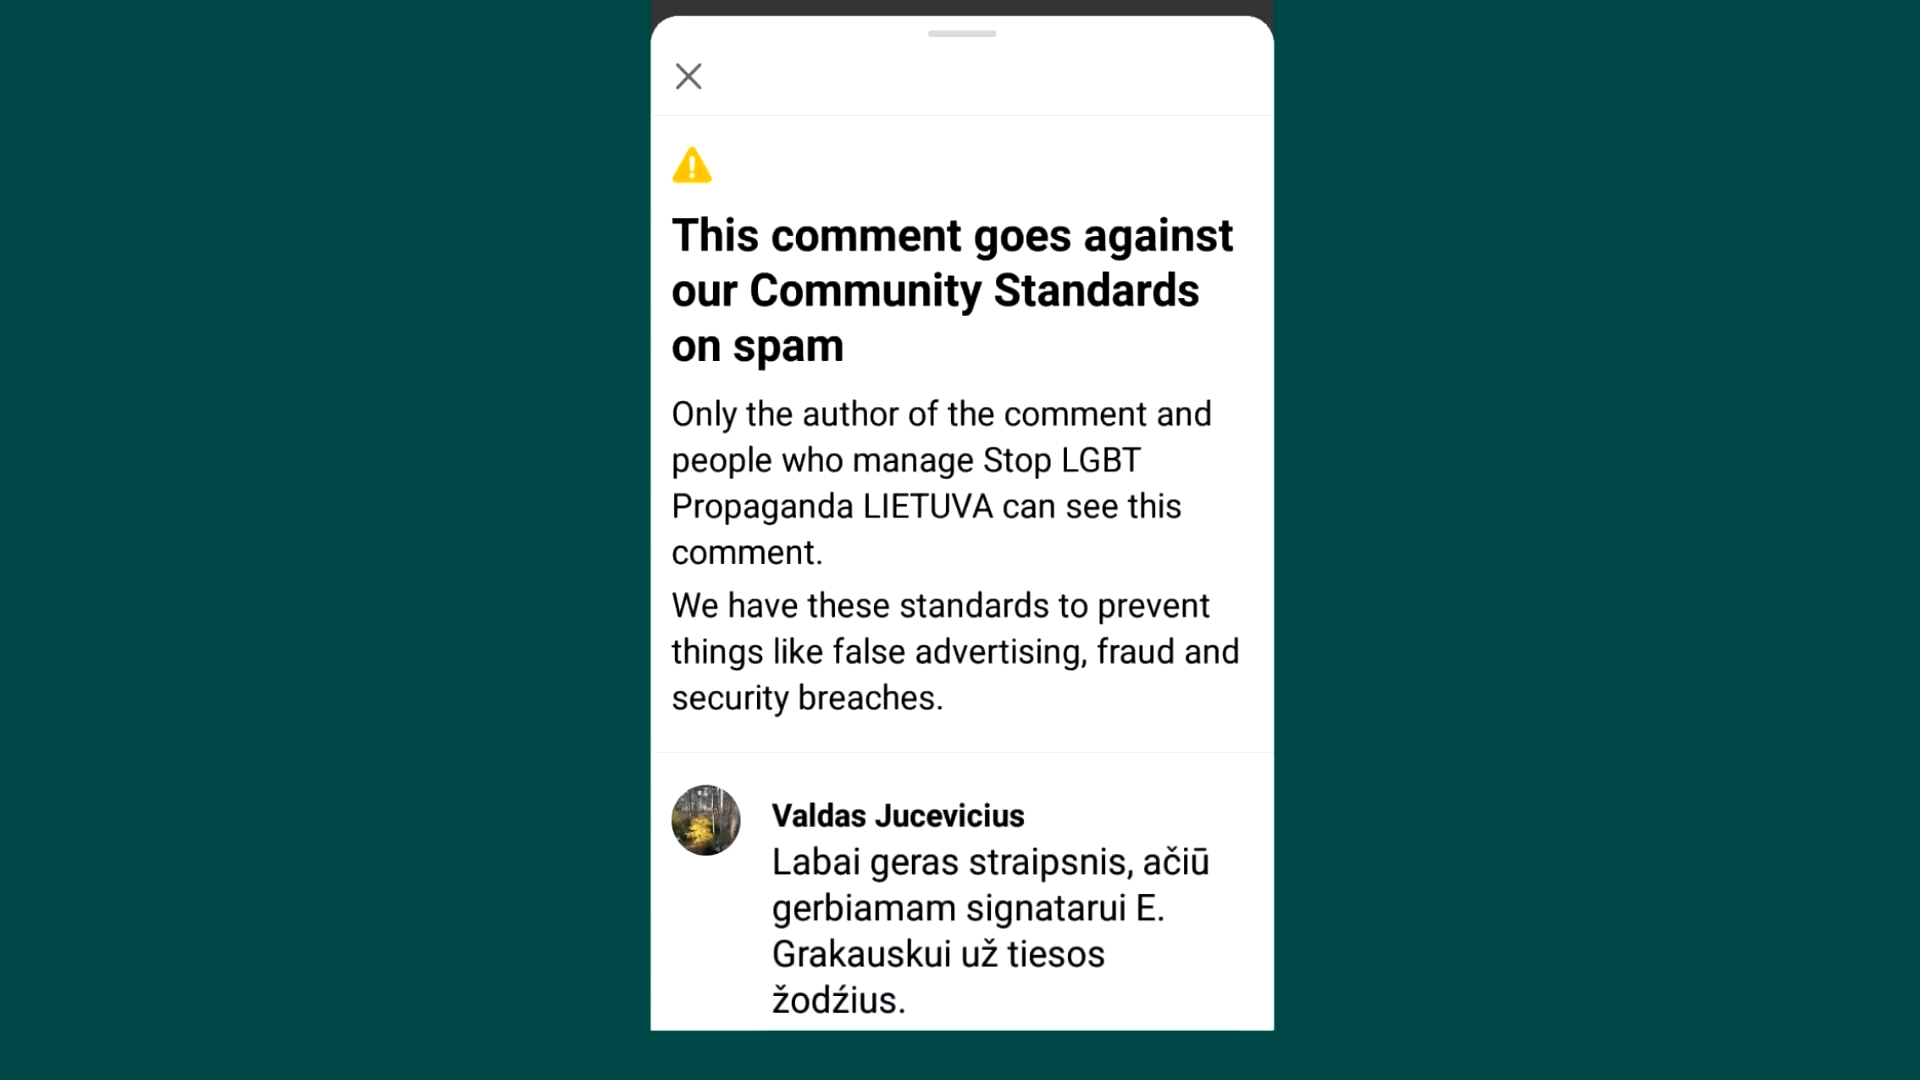 This comment goes against
our Community Standards
on spam
Only the author of the comment and
people who manage Stop LGBT
Propaganda LIETUVA can see this
comment.
We have these standards to prevent
things like false advertising, fraud and
security breaches.
Valdas Jucevicius
Labai geras straipsnis, ačiū
gerbiamam signatarui E.
Grakauskui už tiesos
žodźius.